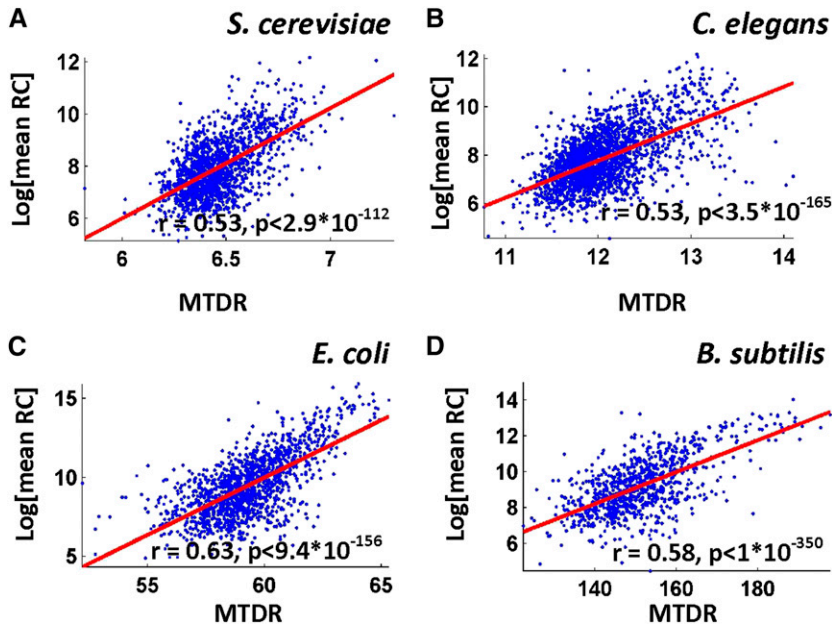 A
S. cerevisiae
Log[mean RC]
12
10
8
6
r = 0.53, p<2.9*10⁻¹¹²
6 6.5 7
MTDR
B
C. elegans
Log[mean RC]
12
10
8
6
r = 0.53, p<3.5*10⁻¹⁶⁵
11 12 13 14
MTDR
C
E. coli
Log[mean RC]
15
10
5
r = 0.63, p<9.4*10⁻¹⁵⁶
55 60 65
MTDR
D
B. subtilis
Log[mean RC]
14
12
10
8
6
r = 0.58, p<1*10⁻³⁵⁰
140 160 180
MTDR